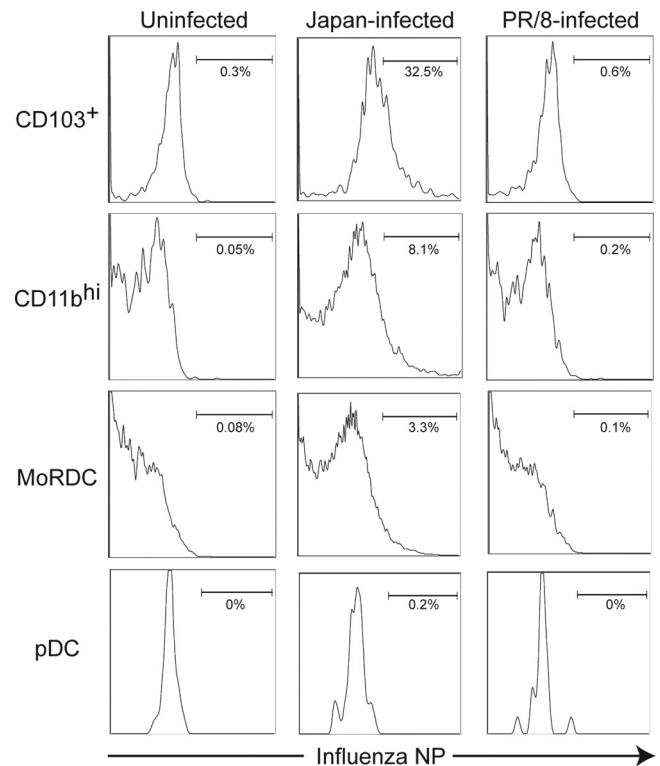 Uninfected Japan-infected PR/8-infected
CD103+ 0.3% 32.5% 0.6%
CD11bhi 0.05% 8.1% 0.2%
MoRDC 0.08% 3.3% 0.1%
pDC 0% 0.2% 0%
Influenza NP